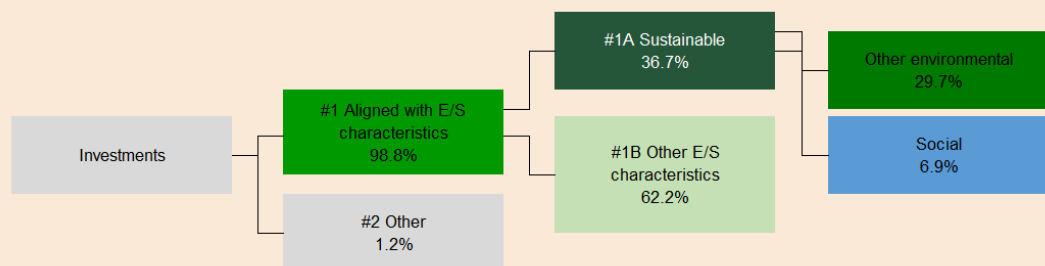 #1A Sustainable
36.7%
Other environmental
29.7%
#1 Aligned with E/S
characteristics
98.8%
Investments
#1B Other E/S
characteristics
62.2%
Social
6.9%
#2 Other
1.2%